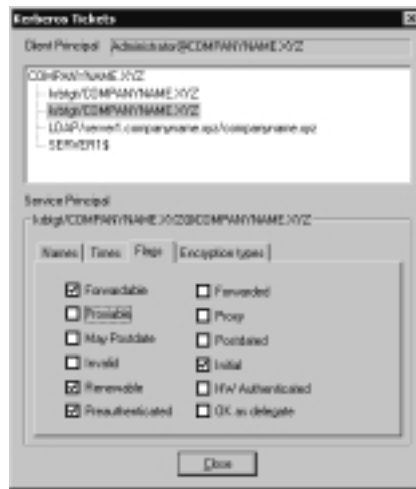 Kerberos Tickets
Client Principal Administrator@COMPANYNAME.XYZ
COMPANYNAME.XYZ
krbtgt/COMPANYNAME.XYZ
krbtgt/COMPANYNAME.XYZ
LDAP/server1.companyname.xyz/companyname.xyz
SERVER1$
Service Principal
krbtgt/COMPANYNAME.XYZ@COMPANYNAME.XYZ
Names Times Flags Encryption types
Forwardable Forwarded
Proxiable Proxy
May Postdate Postdated
Invalid Initial
Renewable HW Authenticated
Preauthenticated OK as delegate
Close